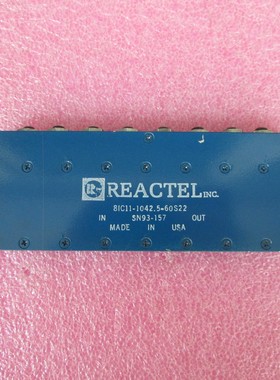 REACTEL INC.
8IC11-1042.5-60S22
IN SN93-157 OUT
MADE IN USA